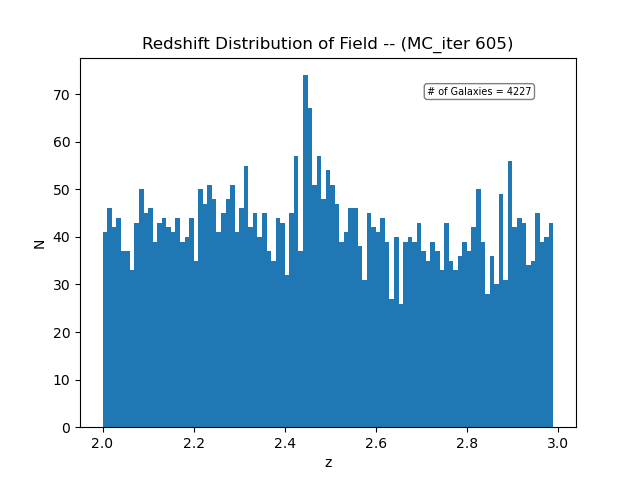 Redshift Distribution of Field -- (MC_iter 605)
# of Galaxies = 4227
70
60
50
40
30
20
10
0
N
2.0 2.2 2.4 2.6 2.8 3.0
z